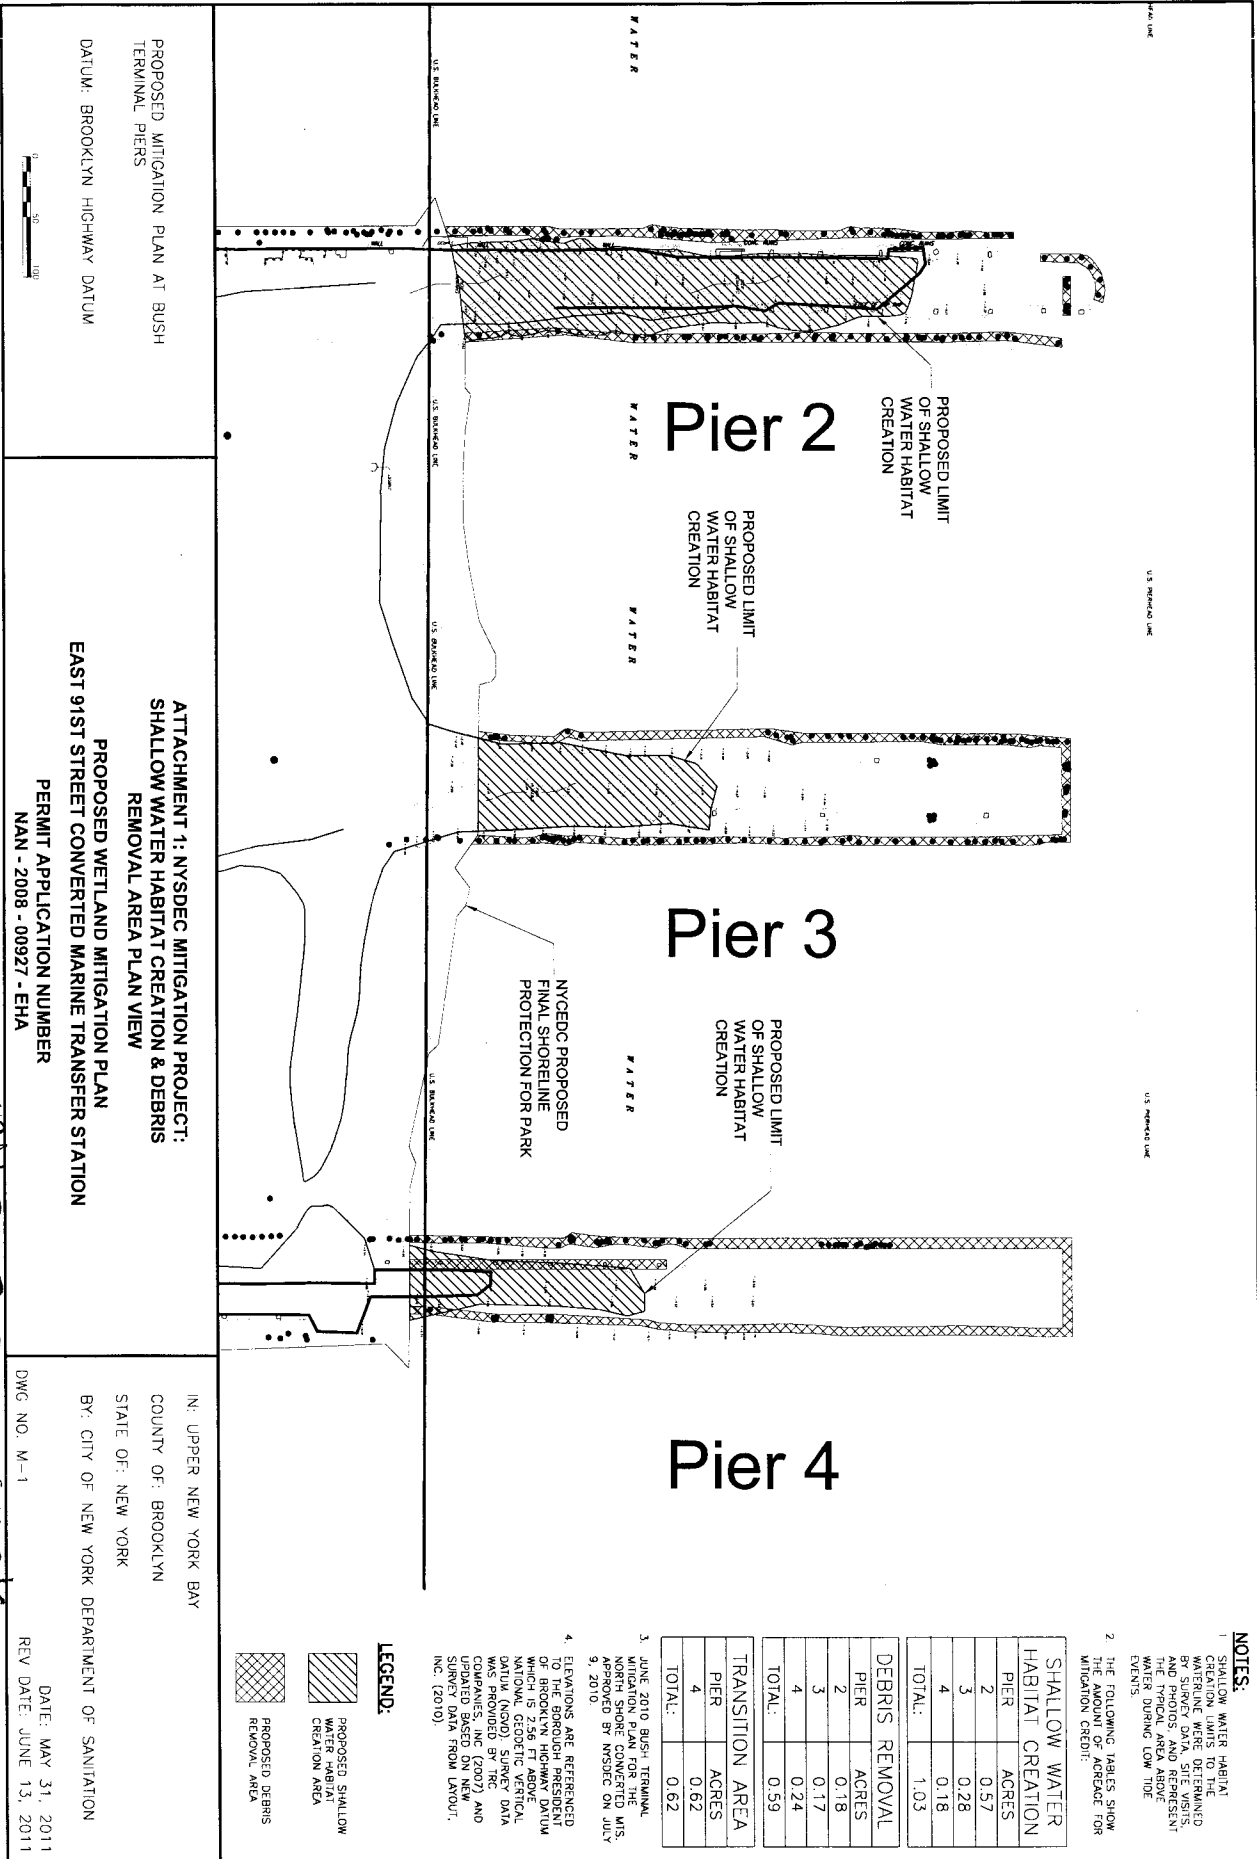 NOTES:
1 SHALLOW WATER HABITAT
CREATION LIMITS TO THE
WATERLINE WERE DETERMINED
BY SURVEY DATA, SITE VISITS,
AND PHOTOS, AND REPRESENT
THE TYPICAL AREA ABOVE
WATER DURING LOW TIDE
EVENTS.
2. THE FOLLOWING TABLES SHOW
THE AMOUNT OF ACREAGE FOR
MITIGATION CREDIT:
SHALLOW WATER
HABITAT CREATION
PIER ACRES
2 0.57
3 0.28
4 0.18
TOTAL: 1.03
DEBRIS REMOVAL
PIER ACRES
2 0.18
3 0.17
4 0.24
TOTAL: 0.59
TRANSITION AREA
PIER ACRES
4 0.62
TOTAL: 0.62
3. JUNE 2010 BUSH TERMINAL
MITIGATION PLAN FOR THE
NORTH SHORE CONVERTED MTS.
APPROVED BY NYSDEC ON JULY
9, 2010.
4. ELEVATIONS ARE REFERENCED
TO THE BOROUGH PRESIDENT
OF BROOKLYN HIGHWAY DATUM
WHICH IS 2.56 FT ABOVE
NATIONAL GEODETIC VERTICAL
DATUM (NGVD). SURVEY DATA
WAS PROVIDED BY TRC
COMPANIES, INC (2007) AND
UPDATED BASED ON NEW
SURVEY DATA FROM LAYOUT,
INC. (2010).
LEGEND:
PROPOSED SHALLOW
WATER HABITAT
CREATION AREA
PROPOSED DEBRIS
REMOVAL AREA
U.S. PIERHEAD LINE
U.S. PIERHEAD LINE
WATER
WATER
WATER
WATER
Pier 2
Pier 3
Pier 4
PROPOSED LIMIT
OF SHALLOW
WATER HABITAT
CREATION
PROPOSED LIMIT
OF SHALLOW
WATER HABITAT
CREATION
PROPOSED LIMIT
OF SHALLOW
WATER HABITAT
CREATION
NYCEDC PROPOSED
FINAL SHORELINE
PROTECTION FOR PARK
U.S. BULKHEAD LINE
U.S. BULKHEAD LINE
U.S. BULKHEAD LINE
U.S. BULKHEAD LINE
PROPOSED MITIGATION PLAN AT BUSH
TERMINAL PIERS
DATUM: BROOKLYN HIGHWAY DATUM
0 50 100
ATTACHMENT 1: NYSDEC MITIGATION PROJECT:
SHALLOW WATER HABITAT CREATION & DEBRIS
REMOVAL AREA PLAN VIEW
PROPOSED WETLAND MITIGATION PLAN
EAST 91ST STREET CONVERTED MARINE TRANSFER STATION
PERMIT APPLICATION NUMBER
NAN - 2008 - 00927 - EHA
IN: UPPER NEW YORK BAY
COUNTY OF: BROOKLYN
STATE OF: NEW YORK
BY: CITY OF NEW YORK DEPARTMENT OF SANITATION
DATE: MAY 31, 2011
DWG NO. M-1 REV DATE: JUNE 13, 2011